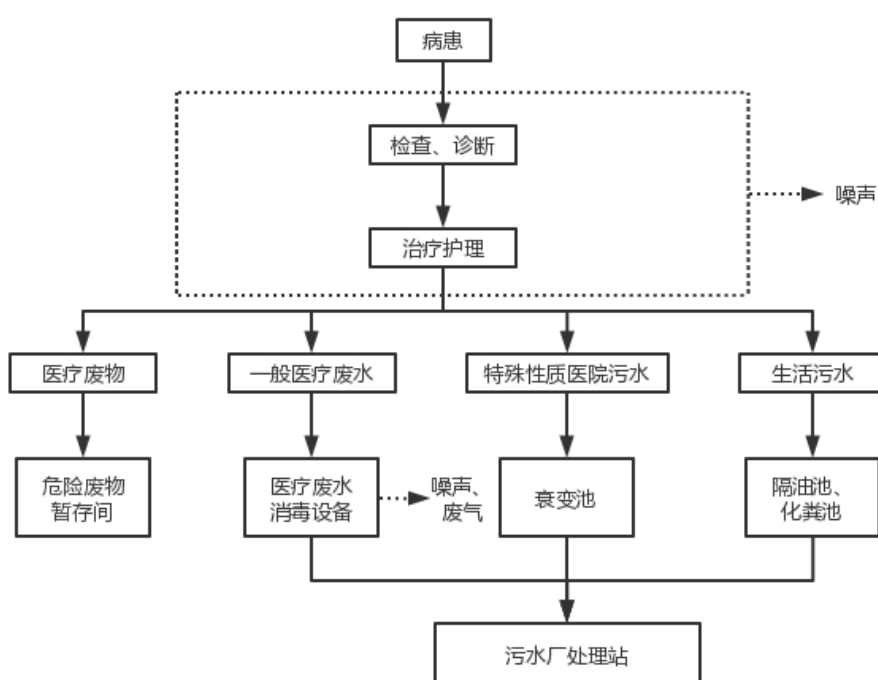 病患
检查、诊断
噪声
治疗护理
医疗废物
一般医疗废水
特殊性质医院污水
生活污水
危险废物
暂存间
医疗废水
消毒设备
噪声、
废气
衰变池
隔油池、
化粪池
污水厂处理站